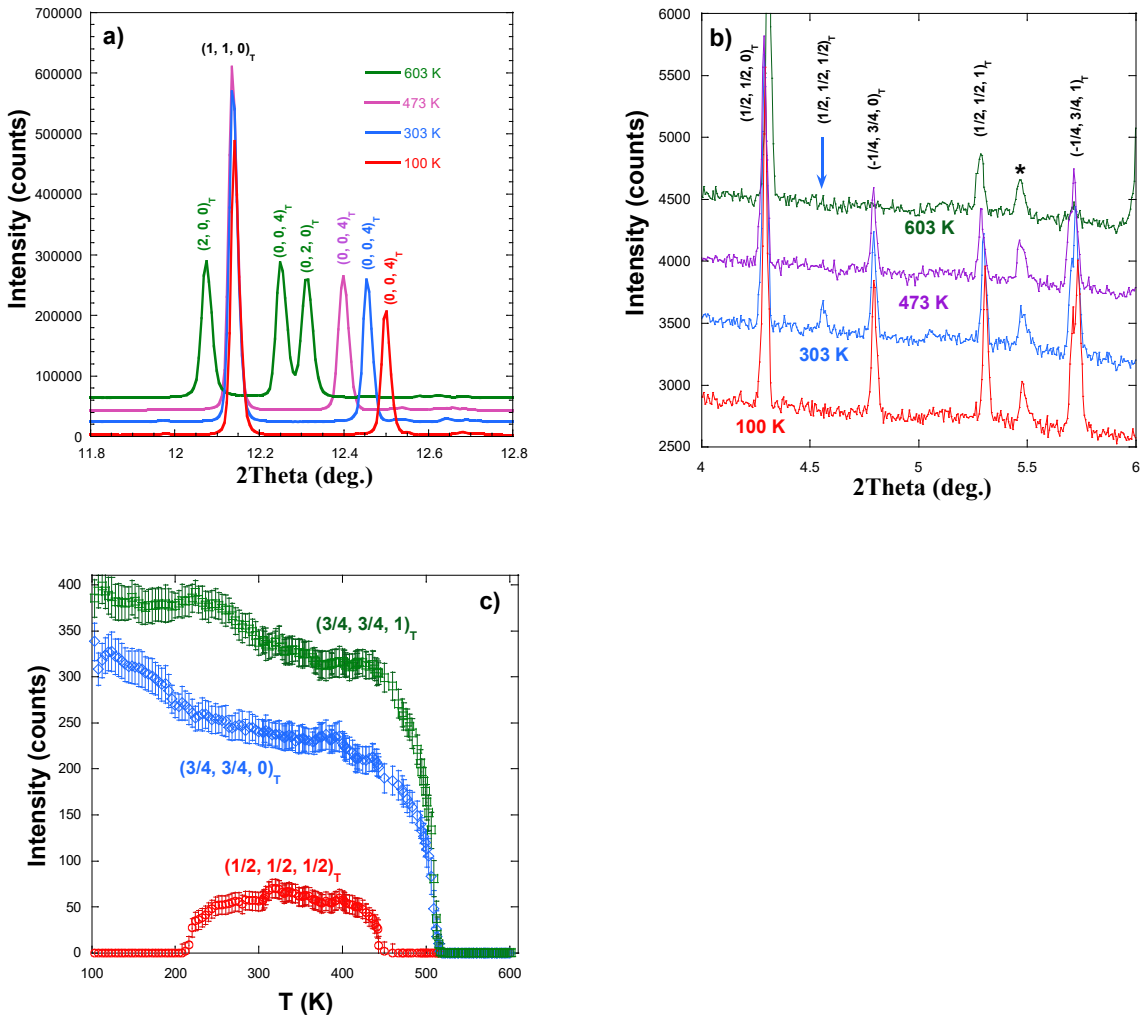 a)
(1, 1, 0)T
603 K
473 K
303 K
100 K
(2, 0, 0)T
(0, 0, 4)T
(0, 2, 0)T
(0, 0, 4)T
(0, 0, 4)T
(0, 0, 4)T
700000
600000
500000
400000
300000
200000
100000
0
Intensity (counts)
11.8
12
12.2
12.4
12.6
12.8
2Theta (deg.)
b)
(1/2, 1/2, 0)T
(1/2, 1/2, 1/2)T
(-1/4, 3/4, 0)T
(1/2, 1/2, 1)T
(-1/4, 3/4, 1)T
*
603 K
473 K
303 K
100 K
6000
5500
5000
4500
4000
3500
3000
2500
Intensity (counts)
4
4.5
5
5.5
6
2Theta (deg.)
c)
(3/4, 3/4, 1)T
(3/4, 3/4, 0)T
(1/2, 1/2, 1/2)T
400
350
300
250
200
150
100
50
0
Intensity (counts)
100
200
300
400
500
600
T (K)